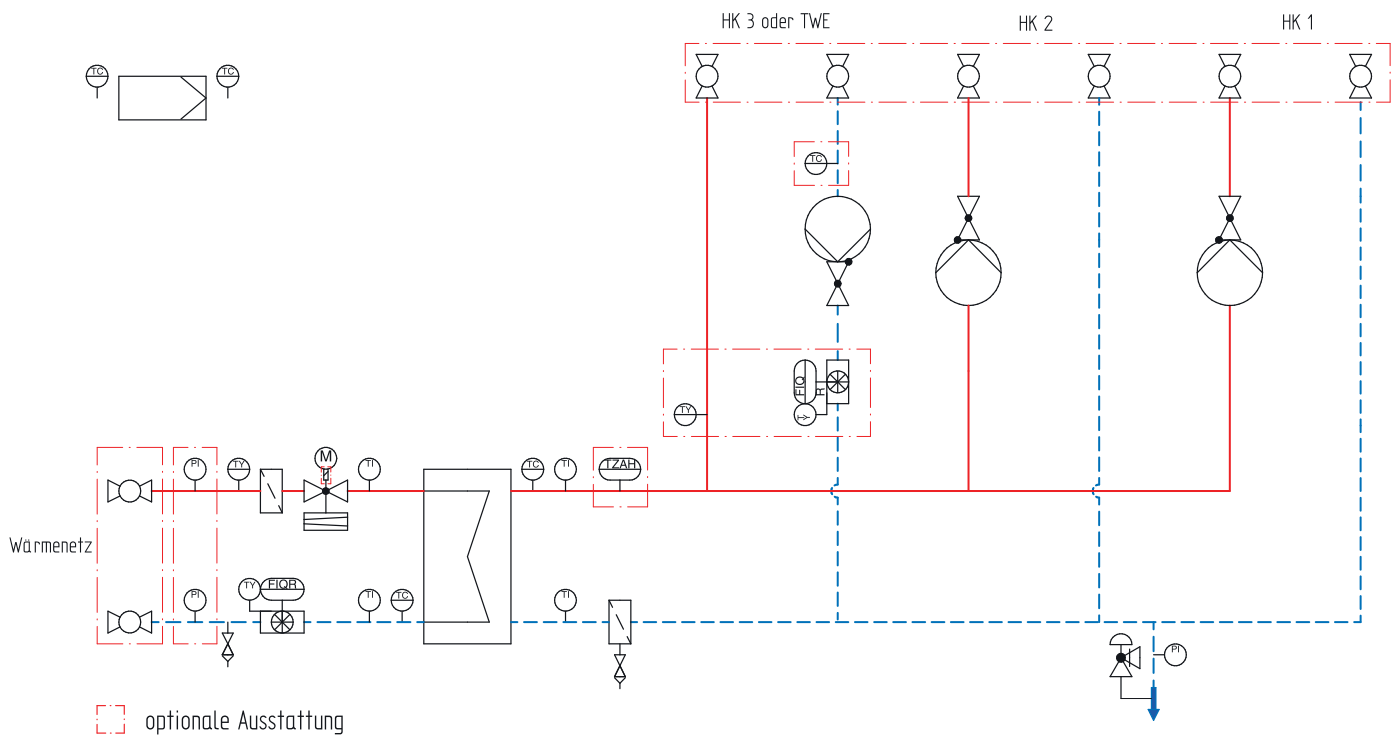 HK 3 oder TWE
HK 2
HK 1
TC
TC
TC
FIQ
R
TY
TY
PI
TY
M
TI
TC
TI
TZAH
Wärmenetz
PI
TY
FIQR
TI
TC
TI
PI
optionale Ausstattung